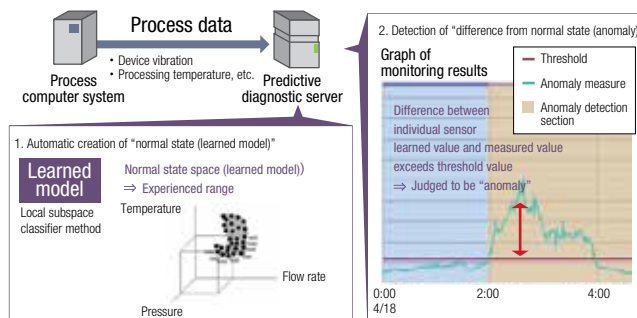 Process data
• Device vibration
• Processing temperature, etc.
Process
computer system
Predictive
diagnostic server
1. Automatic creation of “normal state (learned model)”
Learned
model
Local subspace
classifier method
Normal state space (learned model))
⇒ Experienced range
Temperature
Flow rate
Pressure
2. Detection of “difference from normal state (anomaly)
Graph of
monitoring results
Threshold
Anomaly measure
Anomaly detection
section
Difference between
individual sensor
learned value and measured value
exceeds threshold value
⇒ Judged to be “anomaly”
0:00
4/18
2:00
4:00